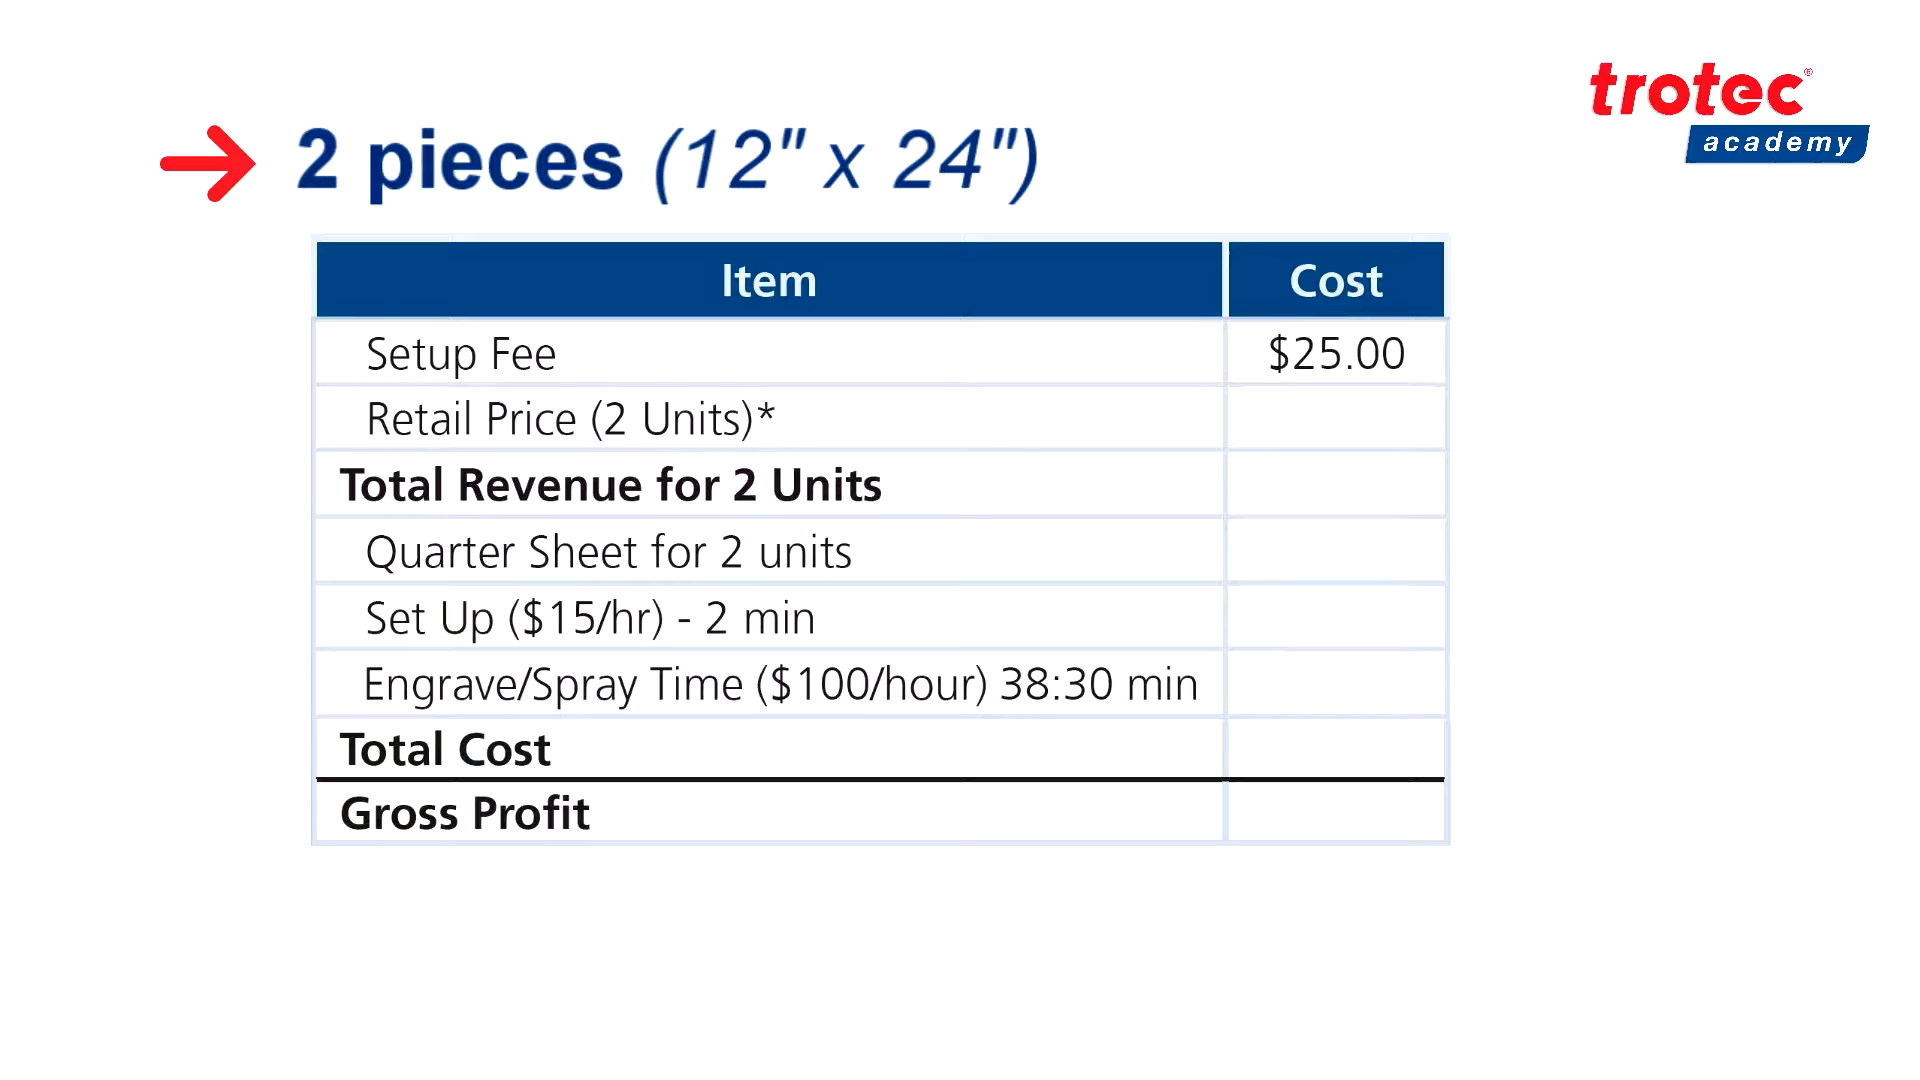 trotec®
academy
2 pieces (12" x 24")
Item Cost
Setup Fee $25.00
Retail Price (2 Units)*
Total Revenue for 2 Units
Quarter Sheet for 2 units
Set Up ($15/hr) - 2 min
Engrave/Spray Time ($100/hour) 38:30 min
Total Cost
Gross Profit